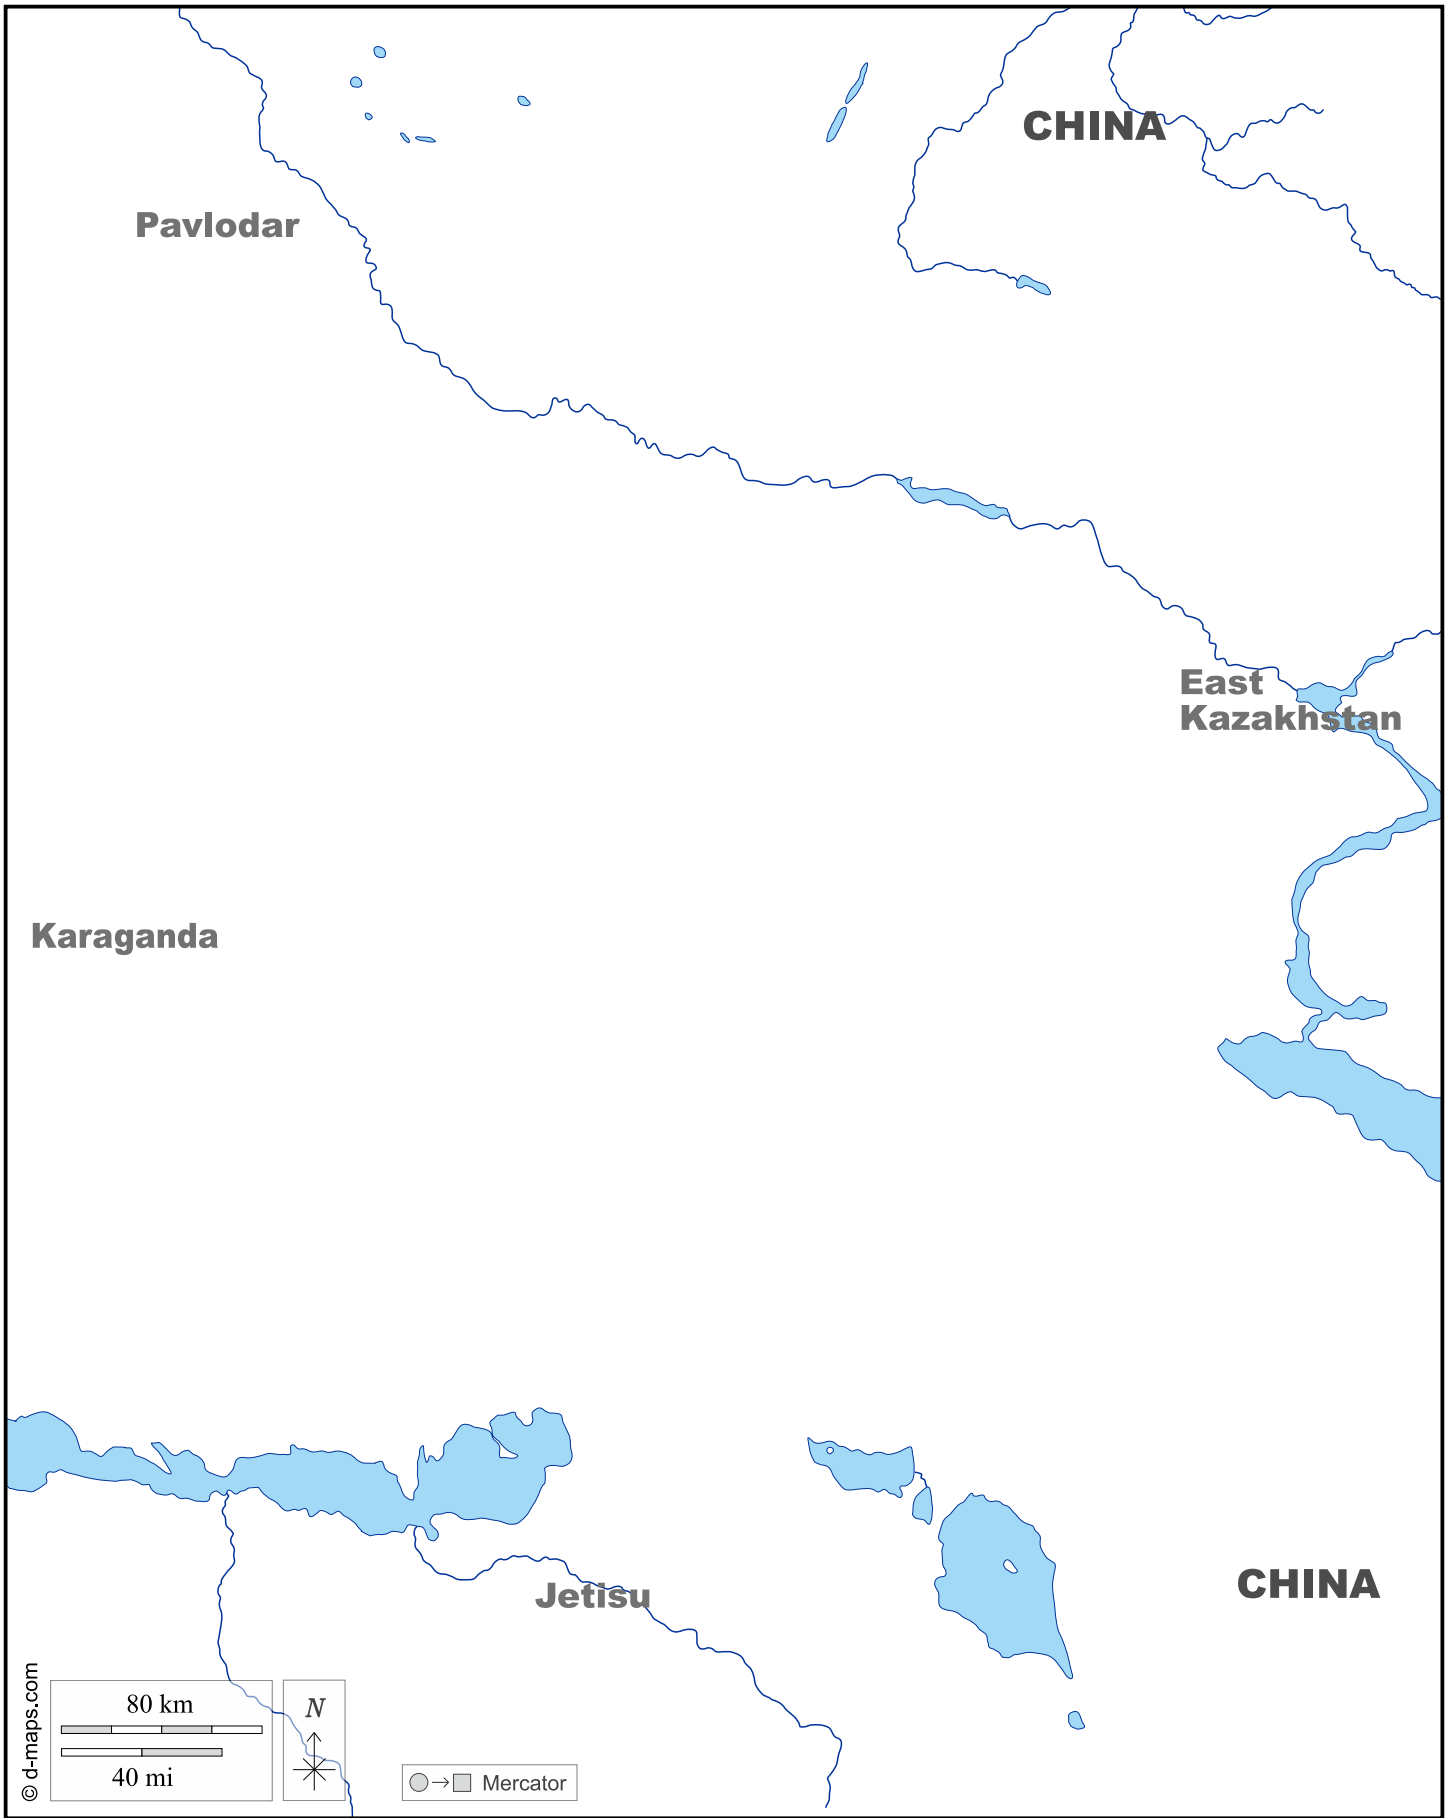 CHINA
Pavlodar
East
Kazakhstan
Karaganda
CHINA
Jetisu
© d-maps.com
80 km
40 mi
N
Mercator